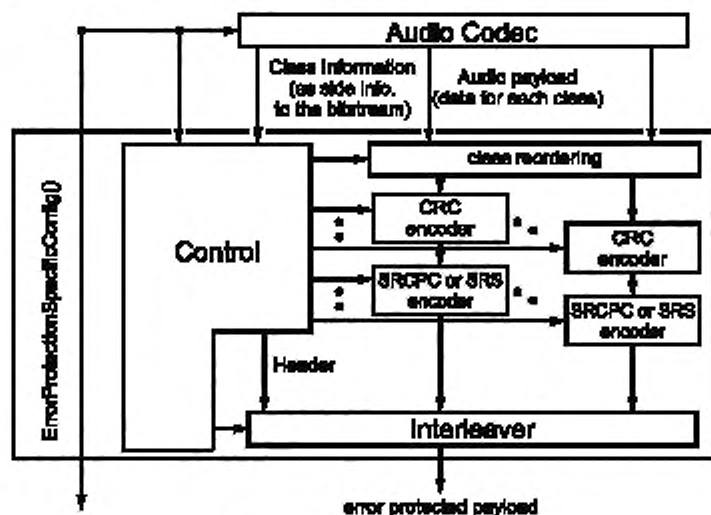 Audio Codec
Class Information
(as side info.
to the bitstream)
Audio payload
(data for each class)
class reordering
ErrorProtectionSpecificConfig()
Control
CRC
encoder
CRC
encoder
SRCPC or SRS
encoder
SRCPC or SRS
encoder
Header
Interleaver
error protected payload